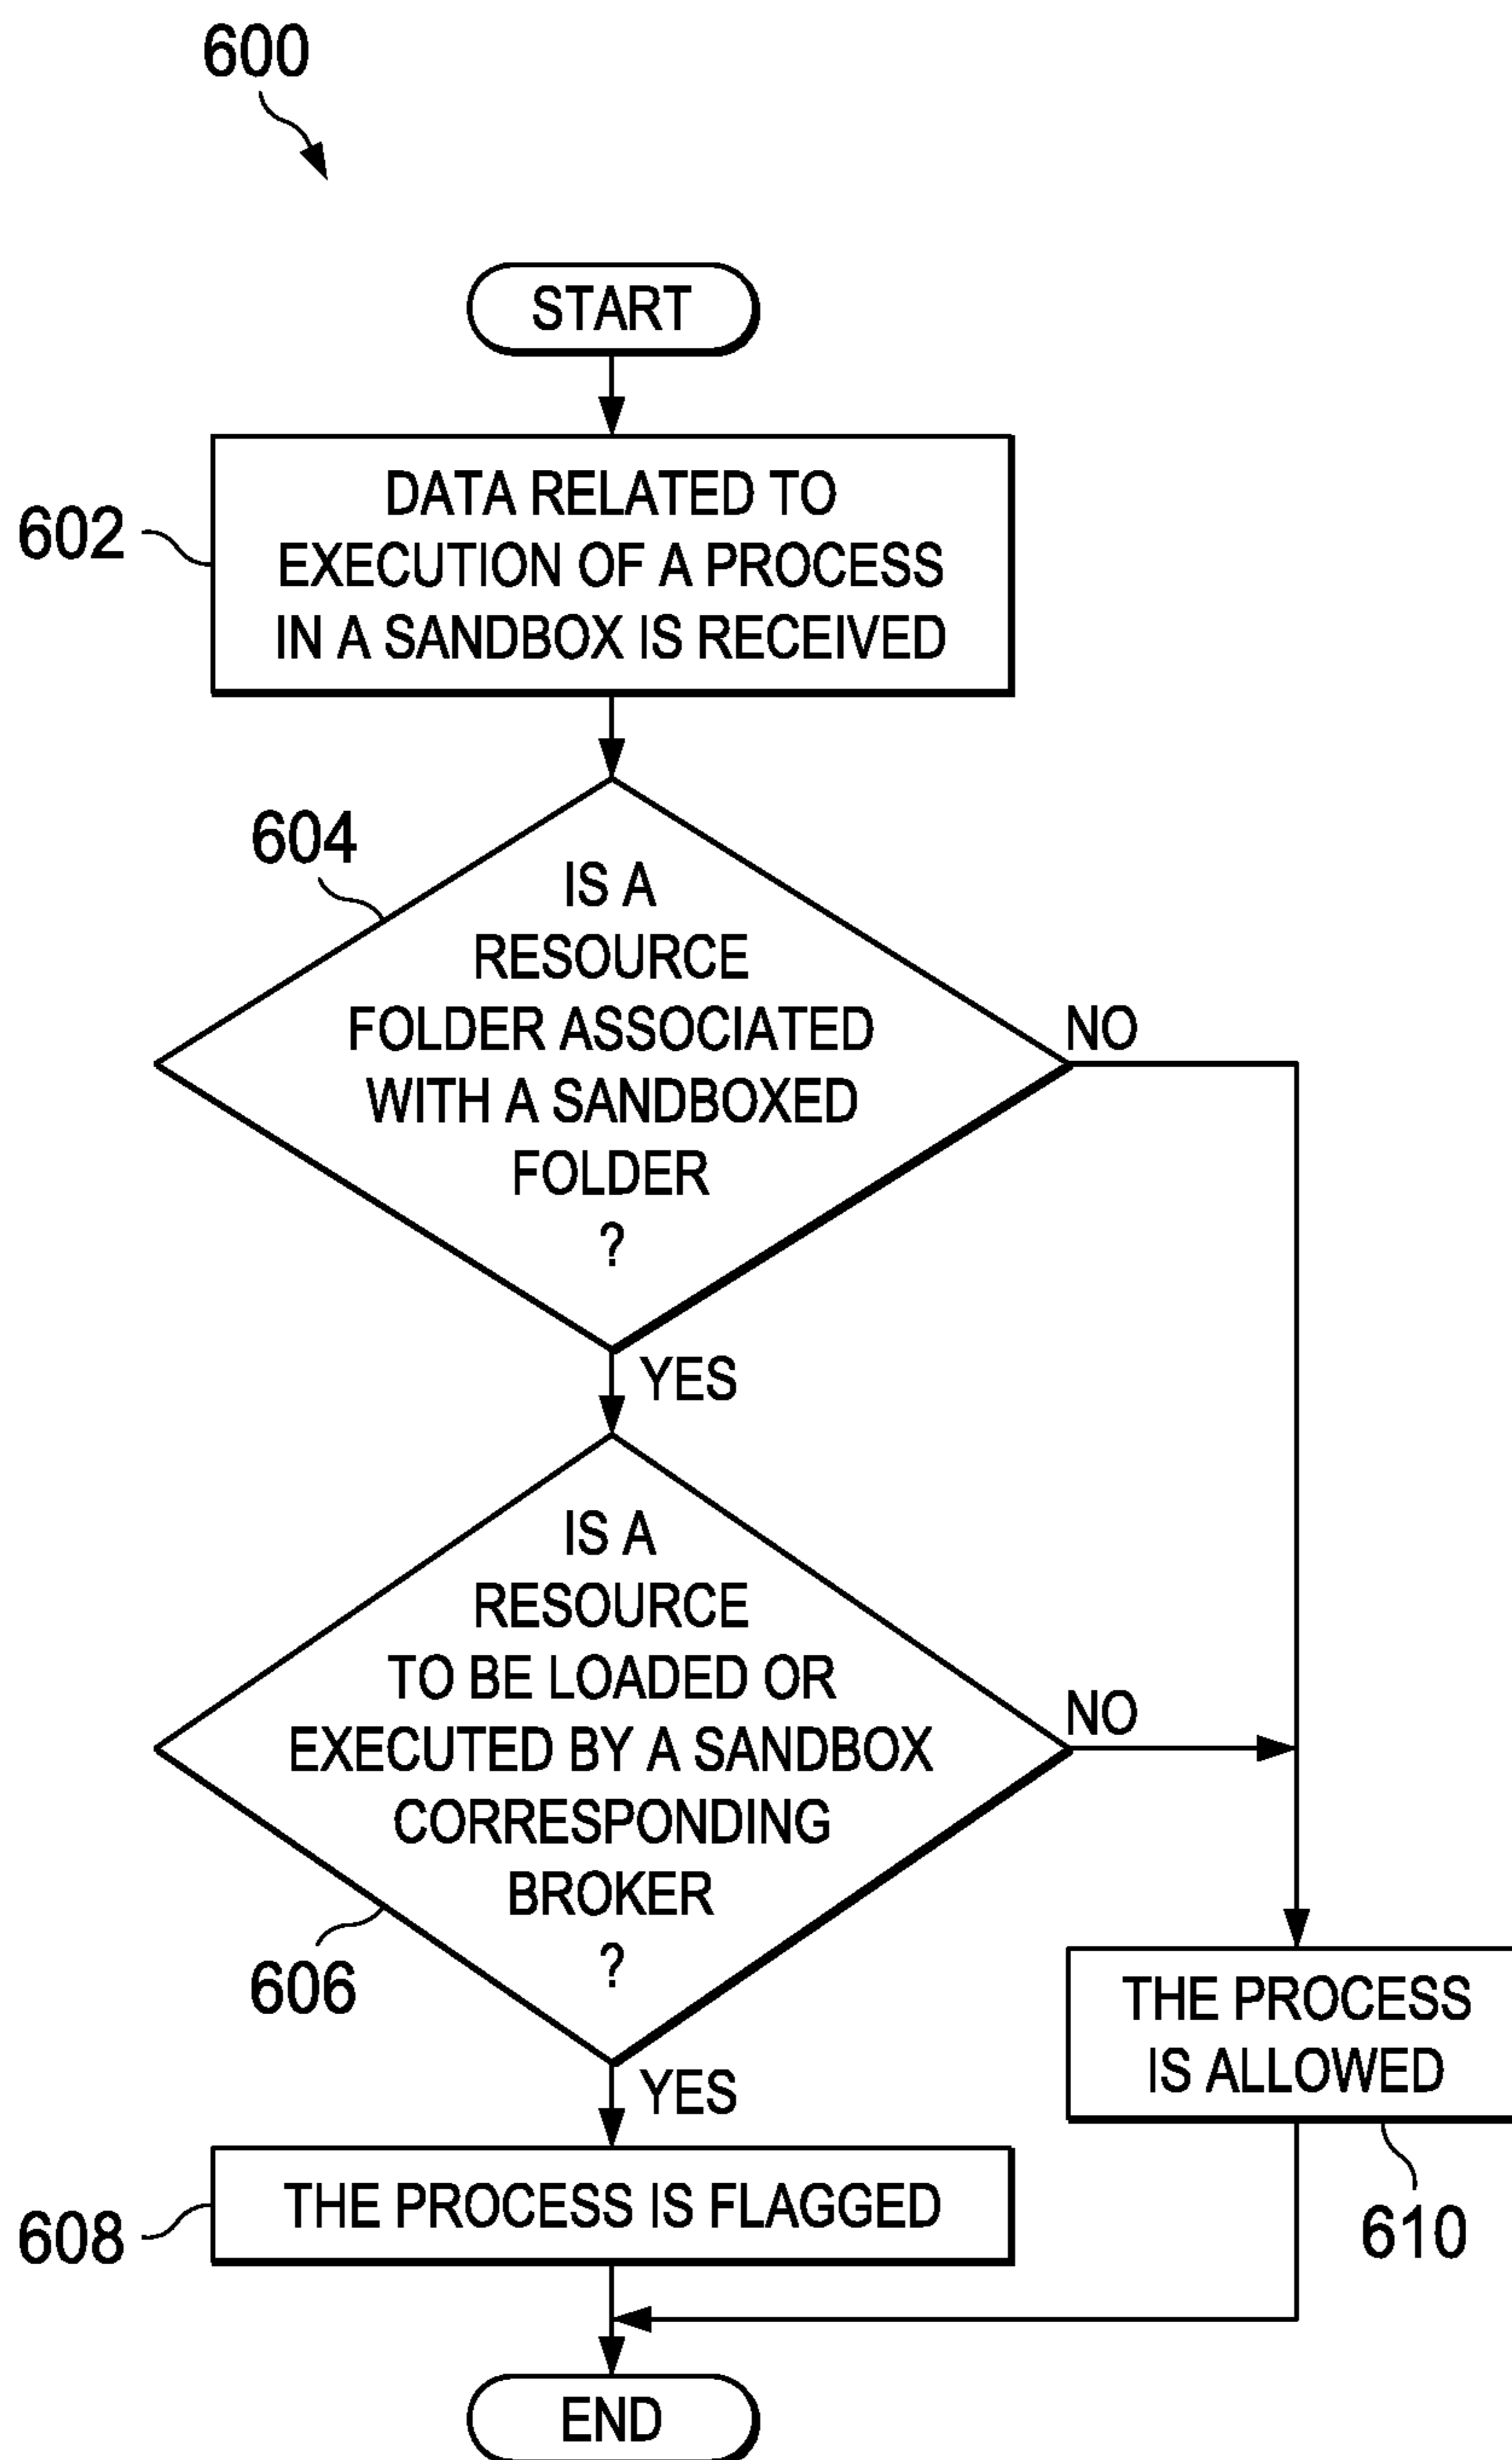 600
START
602
DATA RELATED TO
EXECUTION OF A PROCESS
IN A SANDBOX IS RECEIVED
604
IS A
RESOURCE
FOLDER ASSOCIATED
WITH A SANDBOXED
FOLDER
?
NO
YES
IS A
RESOURCE
TO BE LOADED OR
EXECUTED BY A SANDBOX
CORRESPONDING
BROKER
?
NO
606
YES
THE PROCESS
IS ALLOWED
610
608
THE PROCESS IS FLAGGED
END